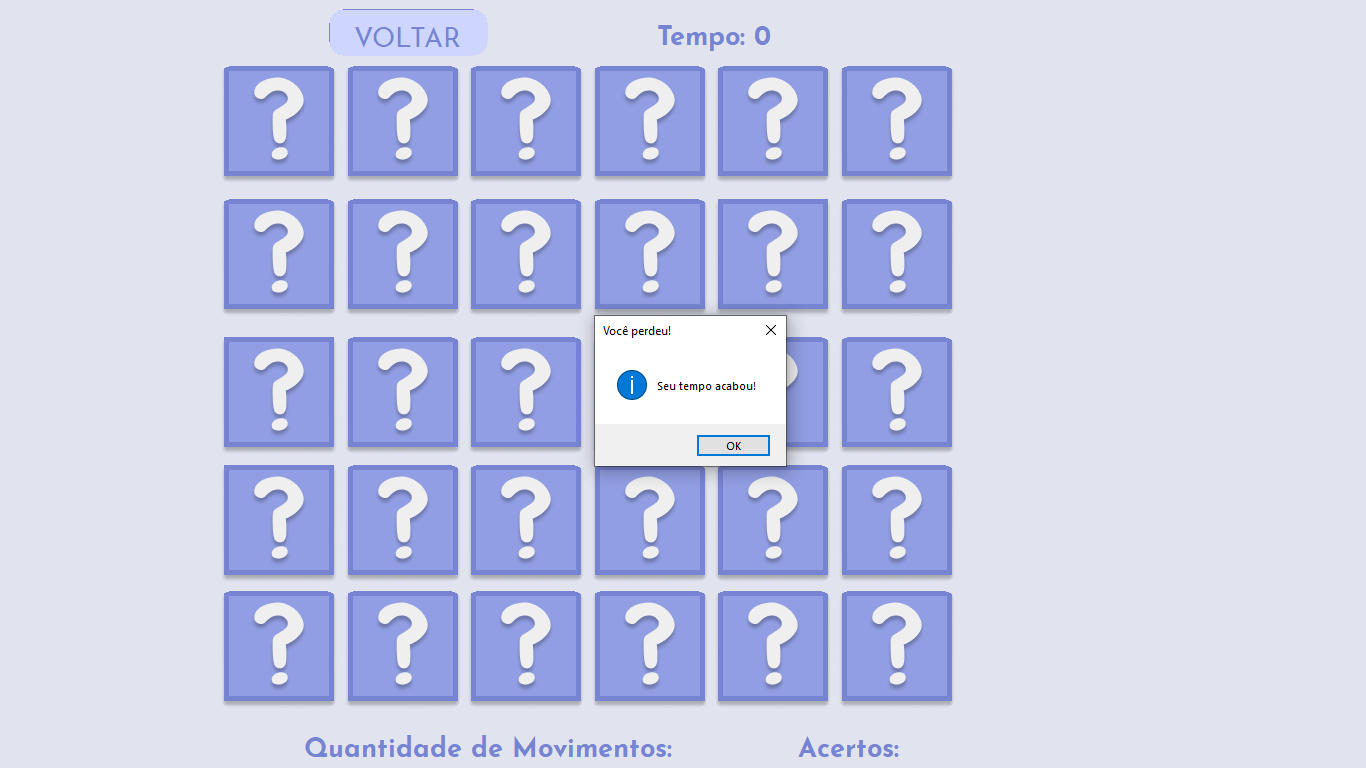 VOLTAR
Tempo: 0
? ? ? ? ? ?
? ? ? ? ? ?
Você perdeu!
? ? ? ? ?
Seu tempo acabou!
OK
? ? ? ? ? ?
? ? ? ? ? ?
Quantidade de Movimentos:
Acertos: